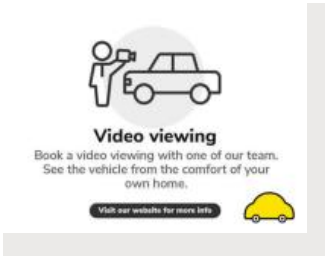 Video viewing
Book a video viewing with one of our team.
See the vehicle from the comfort of your
own home.
Visit our website for more info